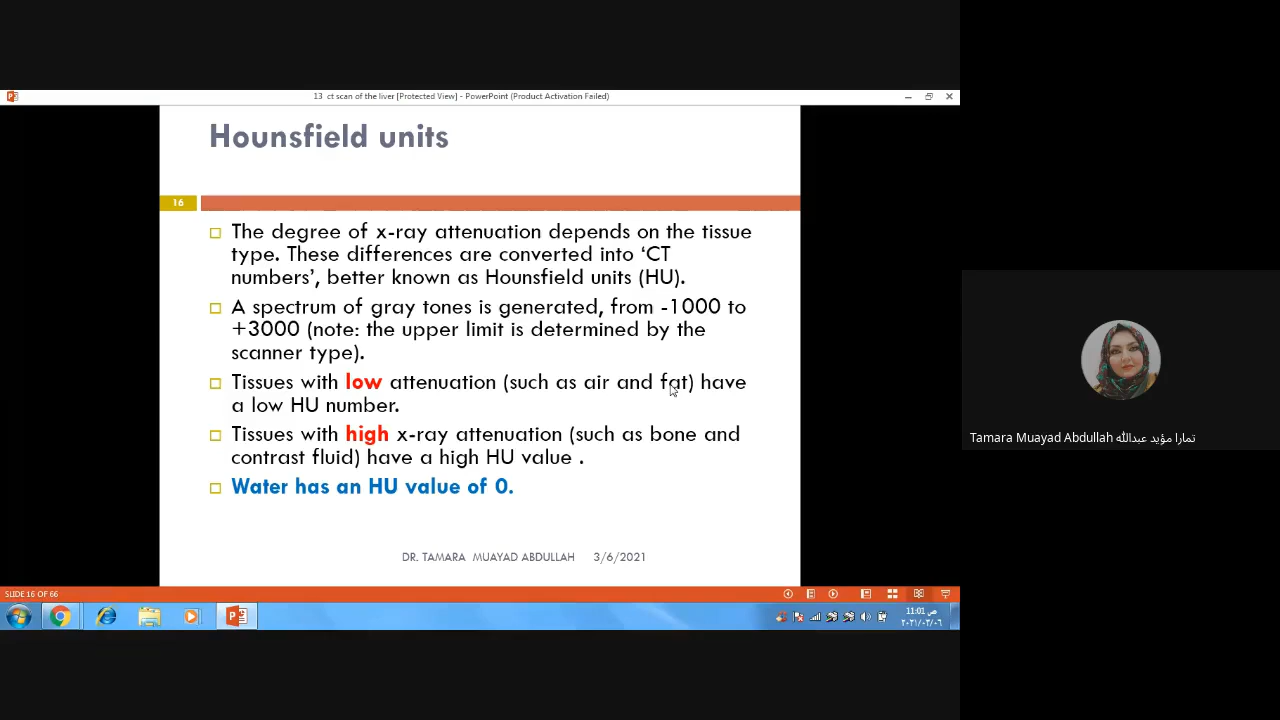 13 ct scan of the liver [Protected View] - PowerPoint (Product Activation Failed)
Hounsfield units
16
The degree of x-ray attenuation depends on the tissue
type. These differences are converted into ‘CT
numbers’, better known as Hounsfield units (HU).
A spectrum of gray tones is generated, from -1000 to
+3000 (note: the upper limit is determined by the
scanner type).
Tissues with low attenuation (such as air and fat) have
a low HU number.
Tissues with high x-ray attenuation (such as bone and
contrast fluid) have a high HU value .
Water has an HU value of 0.
DR. TAMARA MUAYAD ABDULLAH 3/6/2021
SLIDE 16 OF 66
11:01 ص
٢٠٢١/٠٣/٠٦
Tamara Muayad Abdullah تمارا مؤيد عبدالله